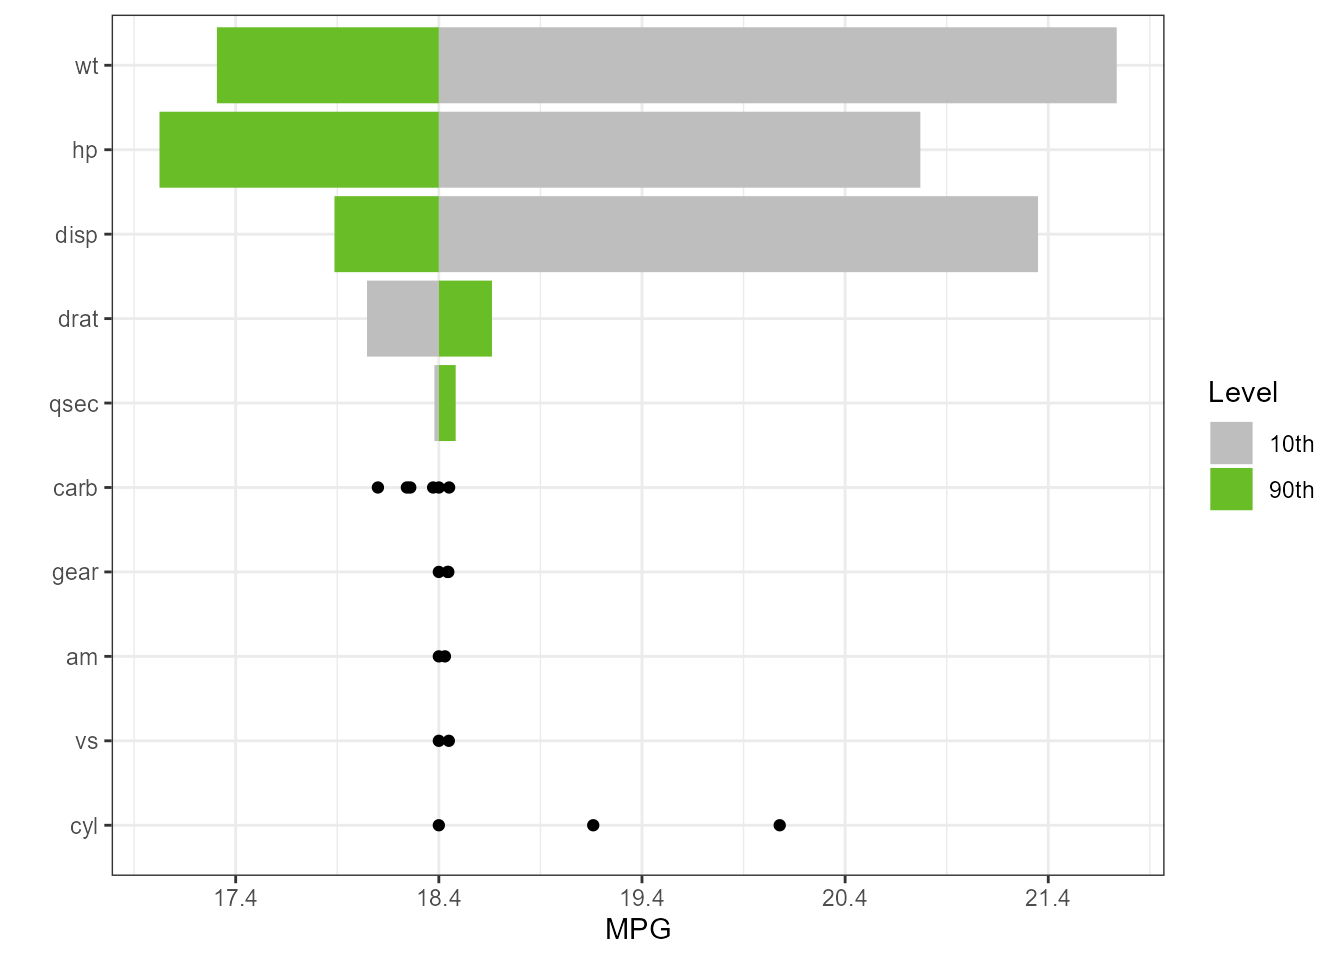 wt
hp
disp
drat
qsec
carb
gear
am
vs
cyl
17.4 18.4 19.4 20.4 21.4
MPG
Level
10th
90th